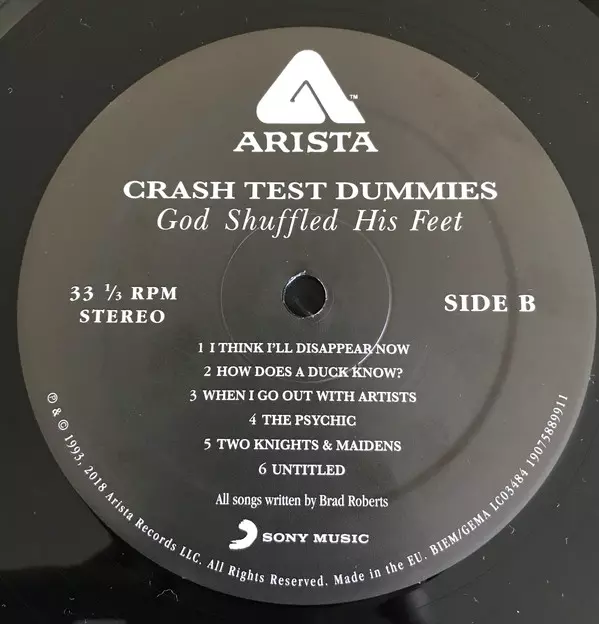 ARISTA™
CRASH TEST DUMMIES
God Shuffled His Feet
33 ⅓ RPM
STEREO
SIDE B
1 I THINK I'LL DISAPPEAR NOW
2 HOW DOES A DUCK KNOW?
3 WHEN I GO OUT WITH ARTISTS
4 THE PSYCHIC
5 TWO KNIGHTS & MAIDENS
6 UNTITLED
All songs written by Brad Roberts
SONY MUSIC
℗ & © 1993, 2018 Arista Records LLC. All Rights Reserved. Made in the EU. BIEM/GEMA LC03484 19075889911